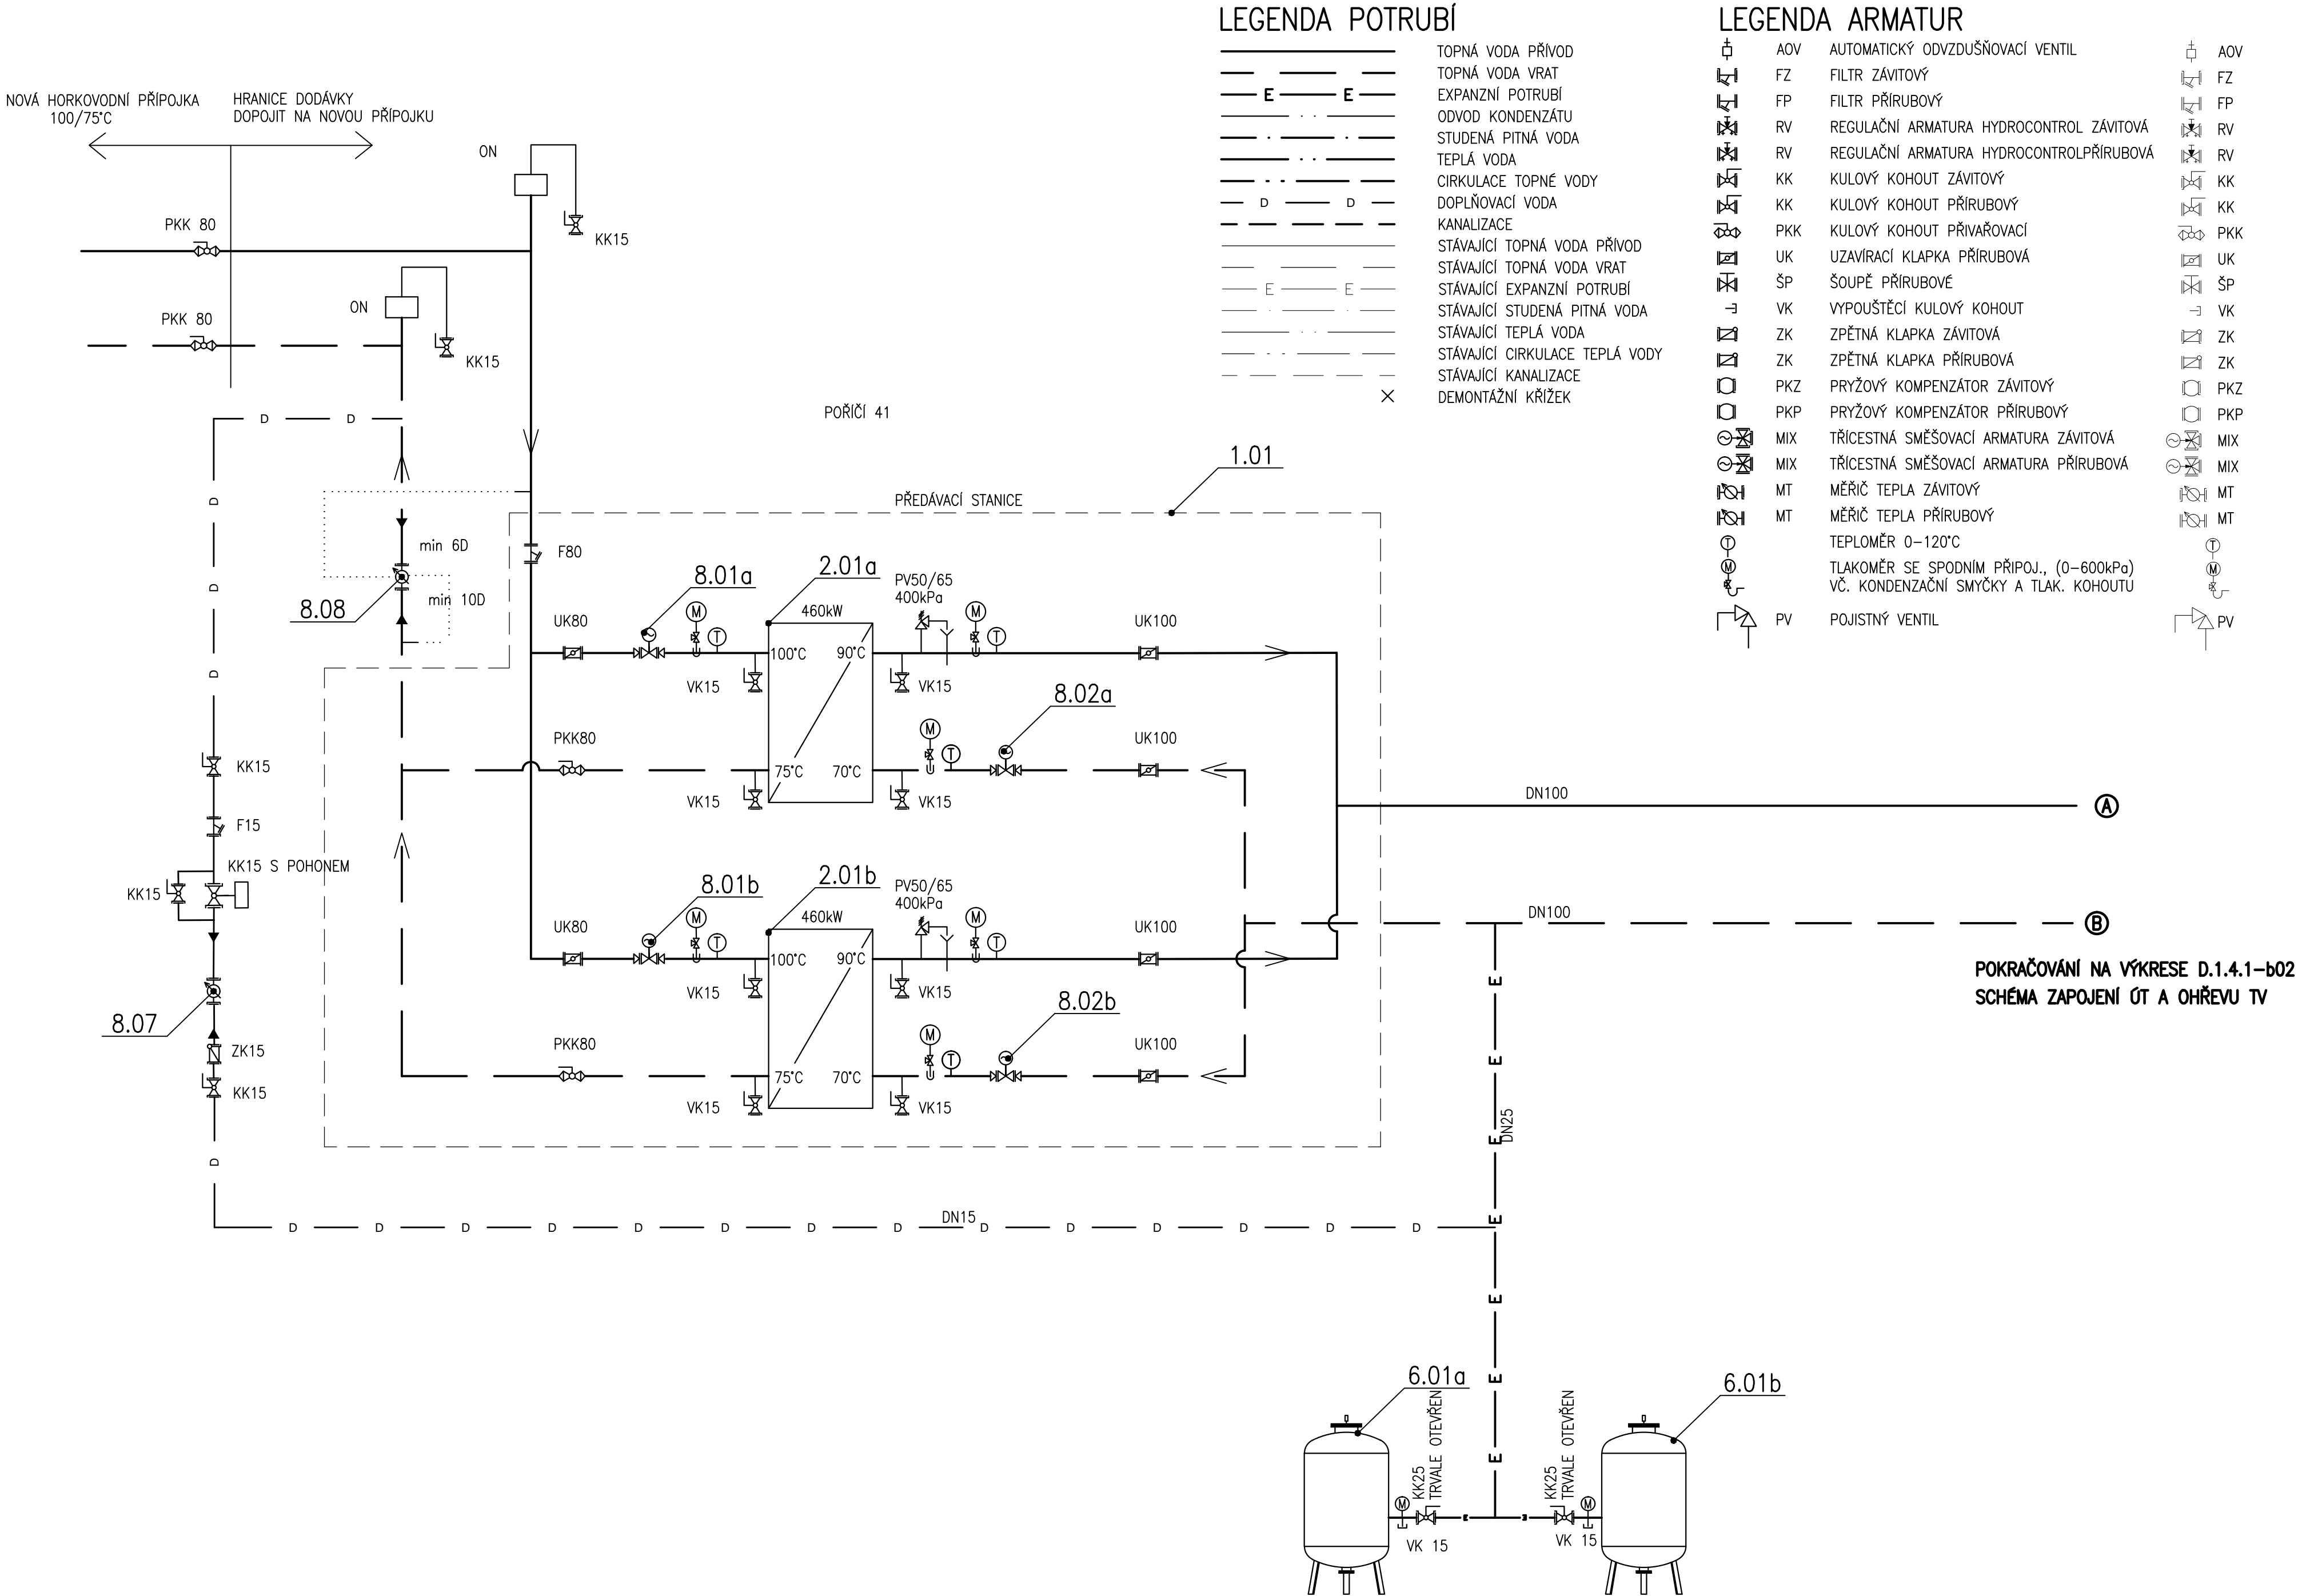 LEGENDA POTRUBÍ
TOPNÁ VODA PŘÍVOD
TOPNÁ VODA VRAT
E E EXPANZNÍ POTRUBÍ
ODVOD KONDENZÁTU
STUDENÁ PITNÁ VODA
TEPLÁ VODA
CIRKULACE TOPNÉ VODY
D D DOPLŇOVACÍ VODA
KANALIZACE
STÁVAJÍCÍ TOPNÁ VODA PŘÍVOD
STÁVAJÍCÍ TOPNÁ VODA VRAT
E E STÁVAJÍCÍ EXPANZNÍ POTRUBÍ
STÁVAJÍCÍ STUDENÁ PITNÁ VODA
STÁVAJÍCÍ TEPLÁ VODA
STÁVAJÍCÍ CIRKULACE TEPLÁ VODY
STÁVAJÍCÍ KANALIZACE
DEMONTÁŽNÍ KŘÍŽEK
LEGENDA ARMATUR
AOV AUTOMATICKÝ ODVZDUŠŇOVACÍ VENTIL AOV
FZ FILTR ZÁVITOVÝ FZ
FP FILTR PŘÍRUBOVÝ FP
RV REGULAČNÍ ARMATURA HYDROCONTROL ZÁVITOVÁ RV
RV REGULAČNÍ ARMATURA HYDROCONTROLPŘÍRUBOVÁ RV
KK KULOVÝ KOHOUT ZÁVITOVÝ KK
KK KULOVÝ KOHOUT PŘÍRUBOVÝ KK
PKK KULOVÝ KOHOUT PŘIVAŘOVACÍ PKK
UK UZAVÍRACÍ KLAPKA PŘÍRUBOVÁ UK
ŠP ŠOUPĚ PŘÍRUBOVÉ ŠP
VK VYPOUŠTĚCÍ KULOVÝ KOHOUT VK
ZK ZPĚTNÁ KLAPKA ZÁVITOVÁ ZK
ZK ZPĚTNÁ KLAPKA PŘÍRUBOVÁ ZK
PKZ PRYŽOVÝ KOMPENZÁTOR ZÁVITOVÝ PKZ
PKP PRYŽOVÝ KOMPENZÁTOR PŘÍRUBOVÝ PKP
MIX TŘÍCESTNÁ SMĚŠOVACÍ ARMATURA ZÁVITOVÁ MIX
MIX TŘÍCESTNÁ SMĚŠOVACÍ ARMATURA PŘÍRUBOVÁ MIX
MT MĚŘIČ TEPLA ZÁVITOVÝ MT
MT MĚŘIČ TEPLA PŘÍRUBOVÝ MT
T TEPLOMĚR 0-120°C T
M TLAKOMĚR SE SPODNÍM PŘIPOJ., (0-600kPa) M
VČ. KONDENZAČNÍ SMYČKY A TLAK. KOHOUTU
PV POJISTNÝ VENTIL PV
NOVÁ HORKOVODNÍ PŘÍPOJKA
100/75°C
HRANICE DODÁVKY
DOPOJIT NA NOVOU PŘÍPOJKU
ON
KK15
PKK 80
ON
KK15
PKK 80
D D
POŘÍČÍ 41
1.01
PŘEDÁVACÍ STANICE
D
min 6D
F80
8.08
min 10D
D
D
8.01a
2.01a
PV50/65
400kPa
UK80 M T 460kW M T UK100
100°C 90°C
VK15 VK15
8.02a
PKK80 M T UK100
75°C 70°C
VK15 VK15
KK15
F15
KK15 S POHONEM
KK15
DN100 A
8.01b
2.01b
PV50/65
400kPa
UK80 M T 460kW M T UK100
100°C 90°C
VK15 VK15
DN100 B
POKRAČOVÁNÍ NA VÝKRESE D.1.4.1-b02
SCHÉMA ZAPOJENÍ ÚT A OHŘEVU TV
8.02b
8.07
ZK15
KK15
PKK80 M T UK100
75°C 70°C
VK15 VK15
E
E
E
DN25
D
E
D D D D D D D D DN15 D D D D D D
E
E
E
6.01a
6.01b
KK25
TRVALE OTEVŘEN
KK25
TRVALE OTEVŘEN
M E E M
VK 15
VK 15